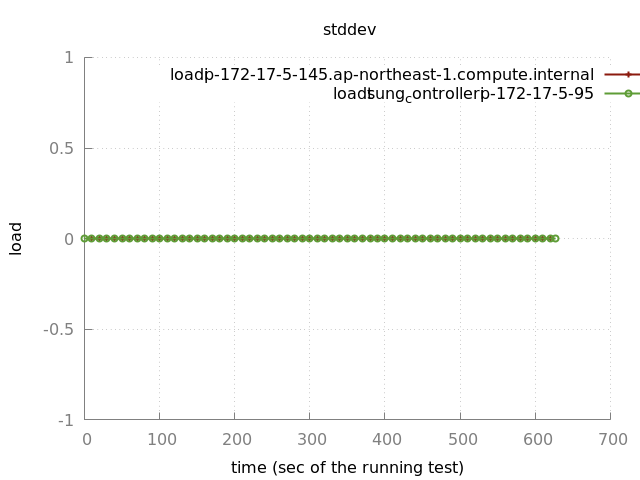 stddev
1
loadip-172-17-5-145.ap-northeast-1.compute.internal
loadtsung_controllerip-172-17-5-95
0.5
load
0
-0.5
-1
0 100 200 300 400 500 600 700
time (sec of the running test)